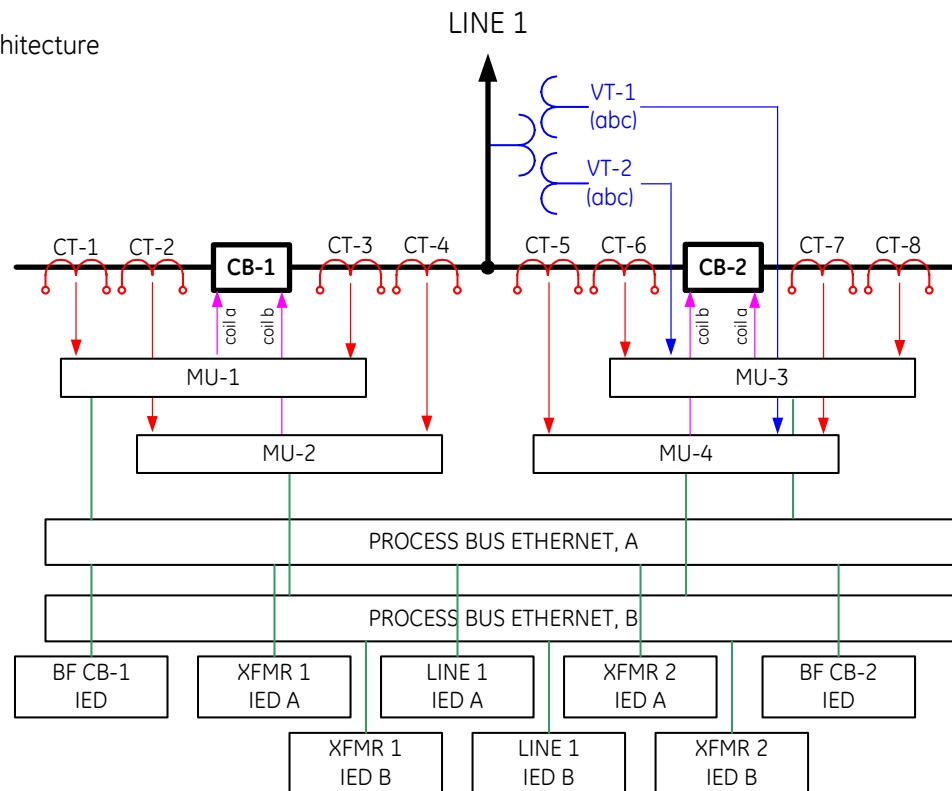 LINE 1
hitecture
VT-1
(abc)
VT-2
(abc)
CT-1
CT-2
CB-1
CT-3
CT-4
CT-5
CT-6
CB-2
CT-7
CT-8
coil a
coil b
coil b
coil a
MU-1
MU-3
MU-2
MU-4
PROCESS BUS ETHERNET, A
PROCESS BUS ETHERNET, B
BF CB-1
IED
XFMR 1
IED A
LINE 1
IED A
XFMR 2
IED A
BF CB-2
IED
XFMR 1
IED B
LINE 1
IED B
XFMR 2
IED B